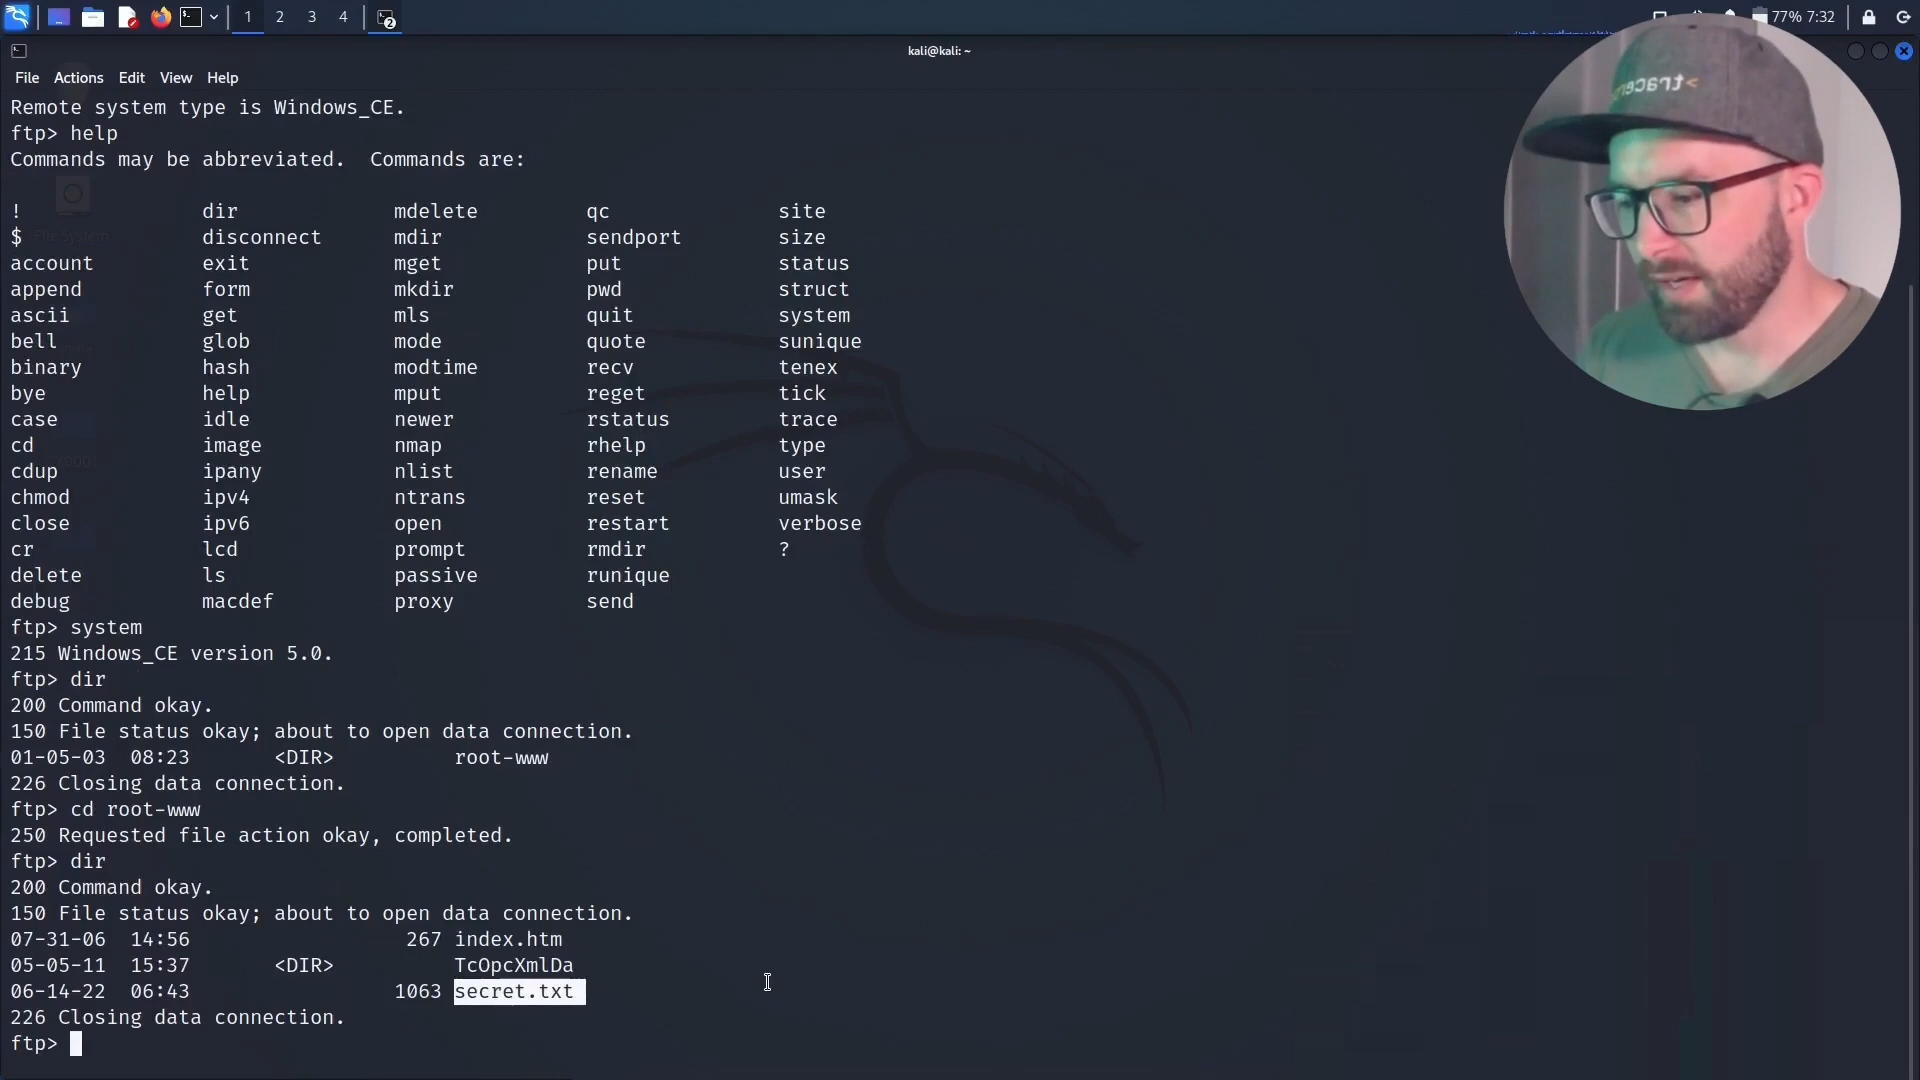 1 2 3 4 2 77% 7:32
kali@kali: ~
File Actions Edit View Help
Remote system type is Windows_CE.
ftp> help
Commands may be abbreviated.  Commands are:
! dir mdelete qc site
$ disconnect mdir sendport size
account exit mget put status
append form mkdir pwd struct
ascii get mls quit system
bell glob mode quote sunique
binary hash modtime recv tenex
bye help mput reget tick
case idle newer rstatus trace
cd image nmap rhelp type
cdup ipany nlist rename user
chmod ipv4 ntrans reset umask
close ipv6 open restart verbose
cr lcd prompt rmdir ?
delete ls passive runique
debug macdef proxy send
ftp> system
215 Windows_CE version 5.0.
ftp> dir
200 Command okay.
150 File status okay; about to open data connection.
01-05-03 08:23 <DIR> root-www
226 Closing data connection.
ftp> cd root-www
250 Requested file action okay, completed.
ftp> dir
200 Command okay.
150 File status okay; about to open data connection.
07-31-06 14:56 267 index.htm
05-05-11 15:37 <DIR> TcOpcXmlDa
06-14-22 06:43 1063 secret.txt
226 Closing data connection.
ftp>